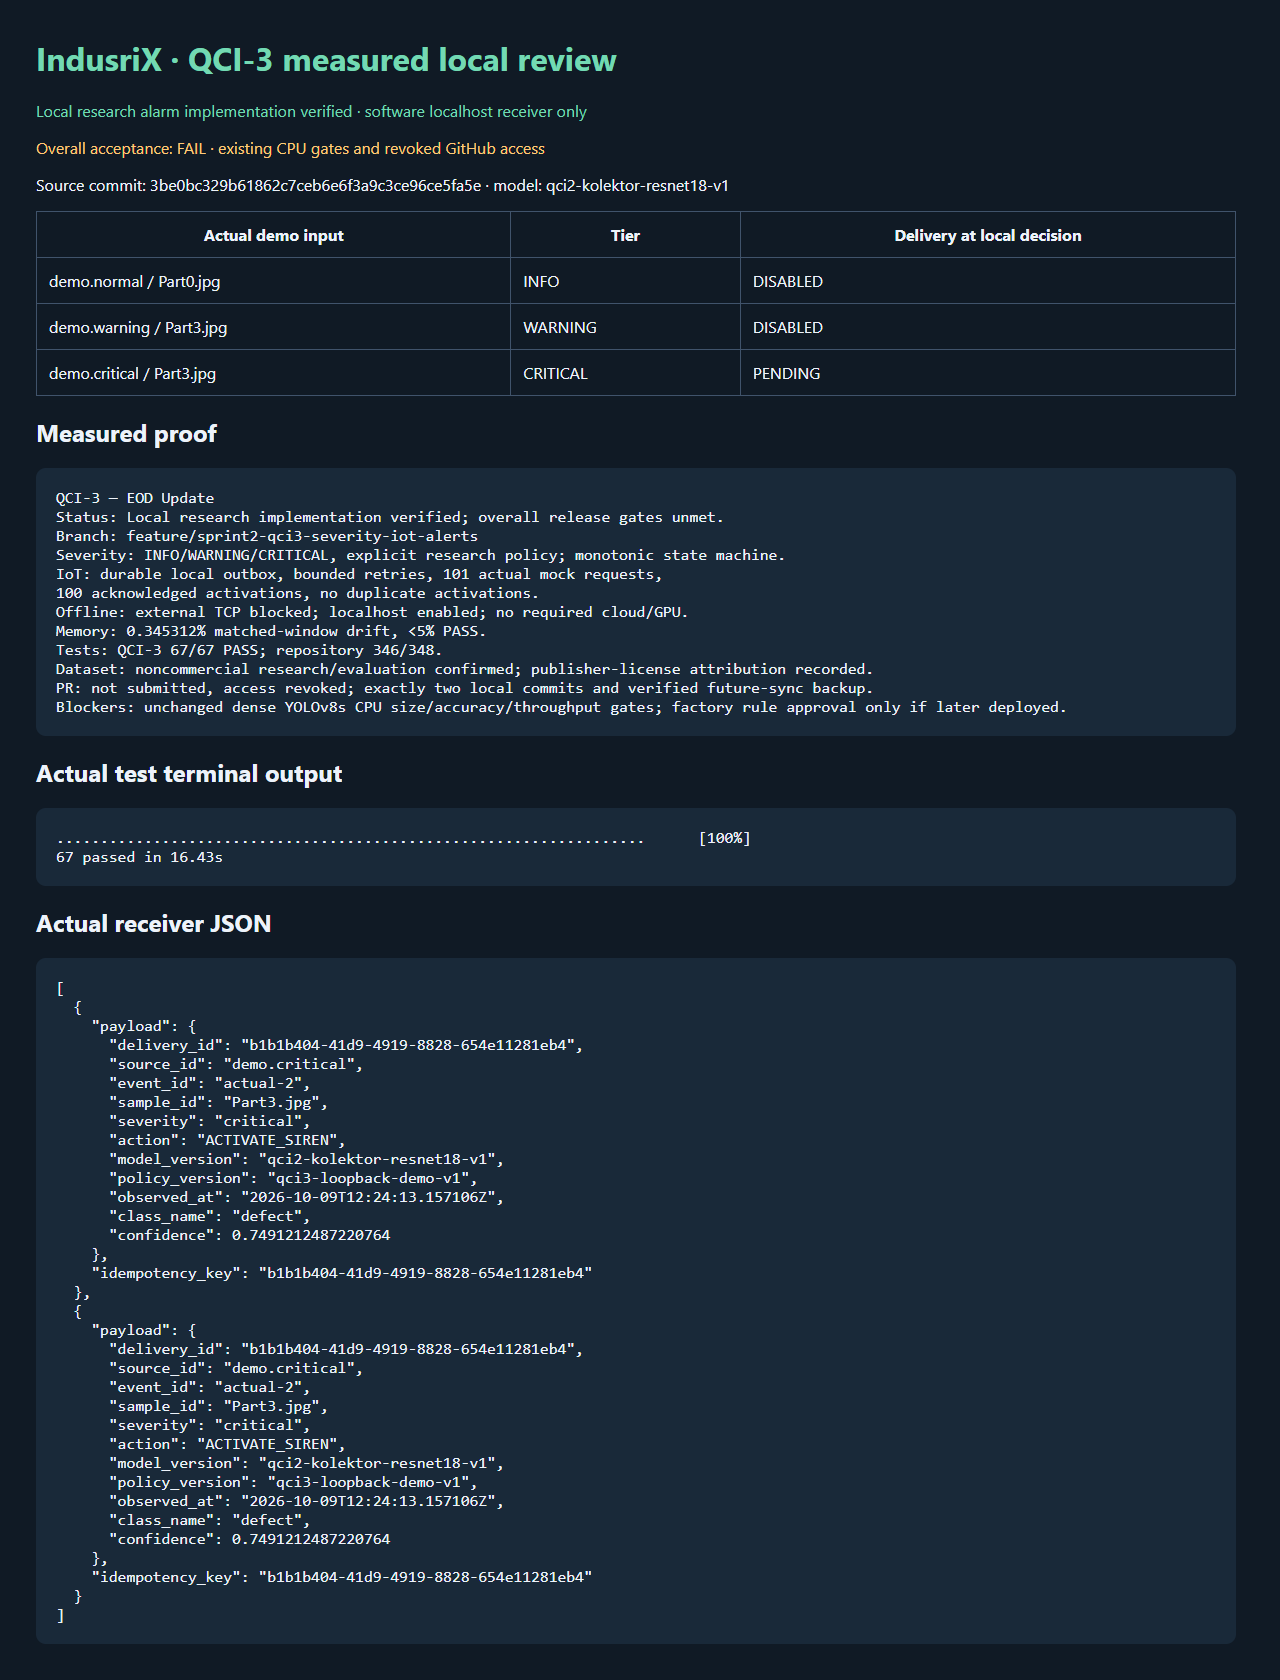 IndusriX · QCI-3 measured local review
Local research alarm implementation verified · software localhost receiver only
Overall acceptance: FAIL · existing CPU gates and revoked GitHub access
Source commit: 3be0bc329b61862c7ceb6e6f3a9c3ce96ce5fa5e · model: qci2-kolektor-resnet18-v1
Actual demo input Tier Delivery at local decision
demo.normal / Part0.jpg INFO DISABLED
demo.warning / Part3.jpg WARNING DISABLED
demo.critical / Part3.jpg CRITICAL PENDING
Measured proof
QCI-3 — EOD Update
Status: Local research implementation verified; overall release gates unmet.
Branch: feature/sprint2-qci3-severity-iot-alerts
Severity: INFO/WARNING/CRITICAL, explicit research policy; monotonic state machine.
IoT: durable local outbox, bounded retries, 101 actual mock requests,
100 acknowledged activations, no duplicate activations.
Offline: external TCP blocked; localhost enabled; no required cloud/GPU.
Memory: 0.345312% matched-window drift, <5% PASS.
Tests: QCI-3 67/67 PASS; repository 346/348.
Dataset: noncommercial research/evaluation confirmed; publisher-license attribution recorded.
PR: not submitted, access revoked; exactly two local commits and verified future-sync backup.
Blockers: unchanged dense YOLOv8s CPU size/accuracy/throughput gates; factory rule approval only if later deployed.
Actual test terminal output
................................................................... [100%]
67 passed in 16.43s
Actual receiver JSON
[
  {
    "payload": {
      "delivery_id": "b1b1b404-41d9-4919-8828-654e11281eb4",
      "source_id": "demo.critical",
      "event_id": "actual-2",
      "sample_id": "Part3.jpg",
      "severity": "critical",
      "action": "ACTIVATE_SIREN",
      "model_version": "qci2-kolektor-resnet18-v1",
      "policy_version": "qci3-loopback-demo-v1",
      "observed_at": "2026-10-09T12:24:13.157106Z",
      "class_name": "defect",
      "confidence": 0.7491212487220764
    },
    "idempotency_key": "b1b1b404-41d9-4919-8828-654e11281eb4"
  },
  {
    "payload": {
      "delivery_id": "b1b1b404-41d9-4919-8828-654e11281eb4",
      "source_id": "demo.critical",
      "event_id": "actual-2",
      "sample_id": "Part3.jpg",
      "severity": "critical",
      "action": "ACTIVATE_SIREN",
      "model_version": "qci2-kolektor-resnet18-v1",
      "policy_version": "qci3-loopback-demo-v1",
      "observed_at": "2026-10-09T12:24:13.157106Z",
      "class_name": "defect",
      "confidence": 0.7491212487220764
    },
    "idempotency_key": "b1b1b404-41d9-4919-8828-654e11281eb4"
  }
]